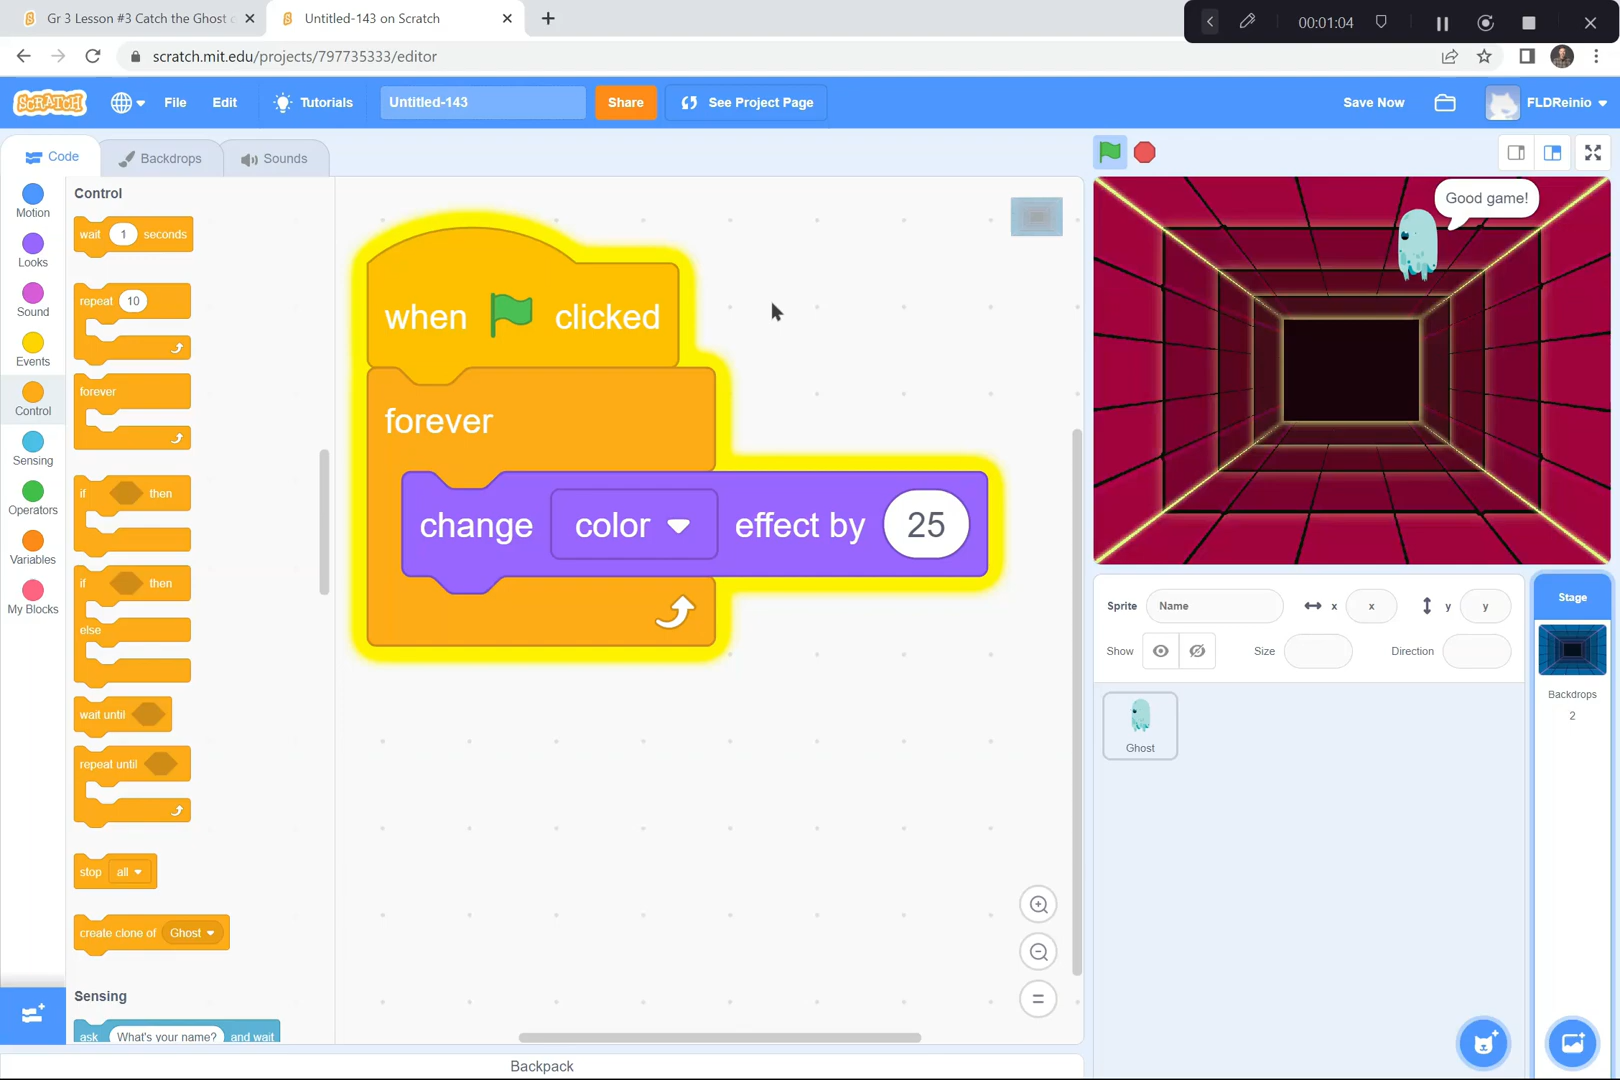 Gr 3 Lesson #3 Catch the Ghost
Untitled-143 on Scratch
00:01:04
scratch.mit.edu/projects/797735333/editor
SCRATCH
File
Edit
Tutorials
Untitled-143
Share
See Project Page
Save Now
FLDReinio
Code
Backdrops
Sounds
Motion
Looks
Sound
Events
Control
Sensing
Operators
Variables
My Blocks
Control
wait 1 seconds
repeat 10
forever
if then
if then
else
wait until
repeat until
stop all
create clone of Ghost
Sensing
ask What's your name? and wait
when clicked
forever
change color effect by 25
Good game!
Sprite Name x x y y
Show Size Direction
Ghost
Stage
Backdrops
2
Backpack